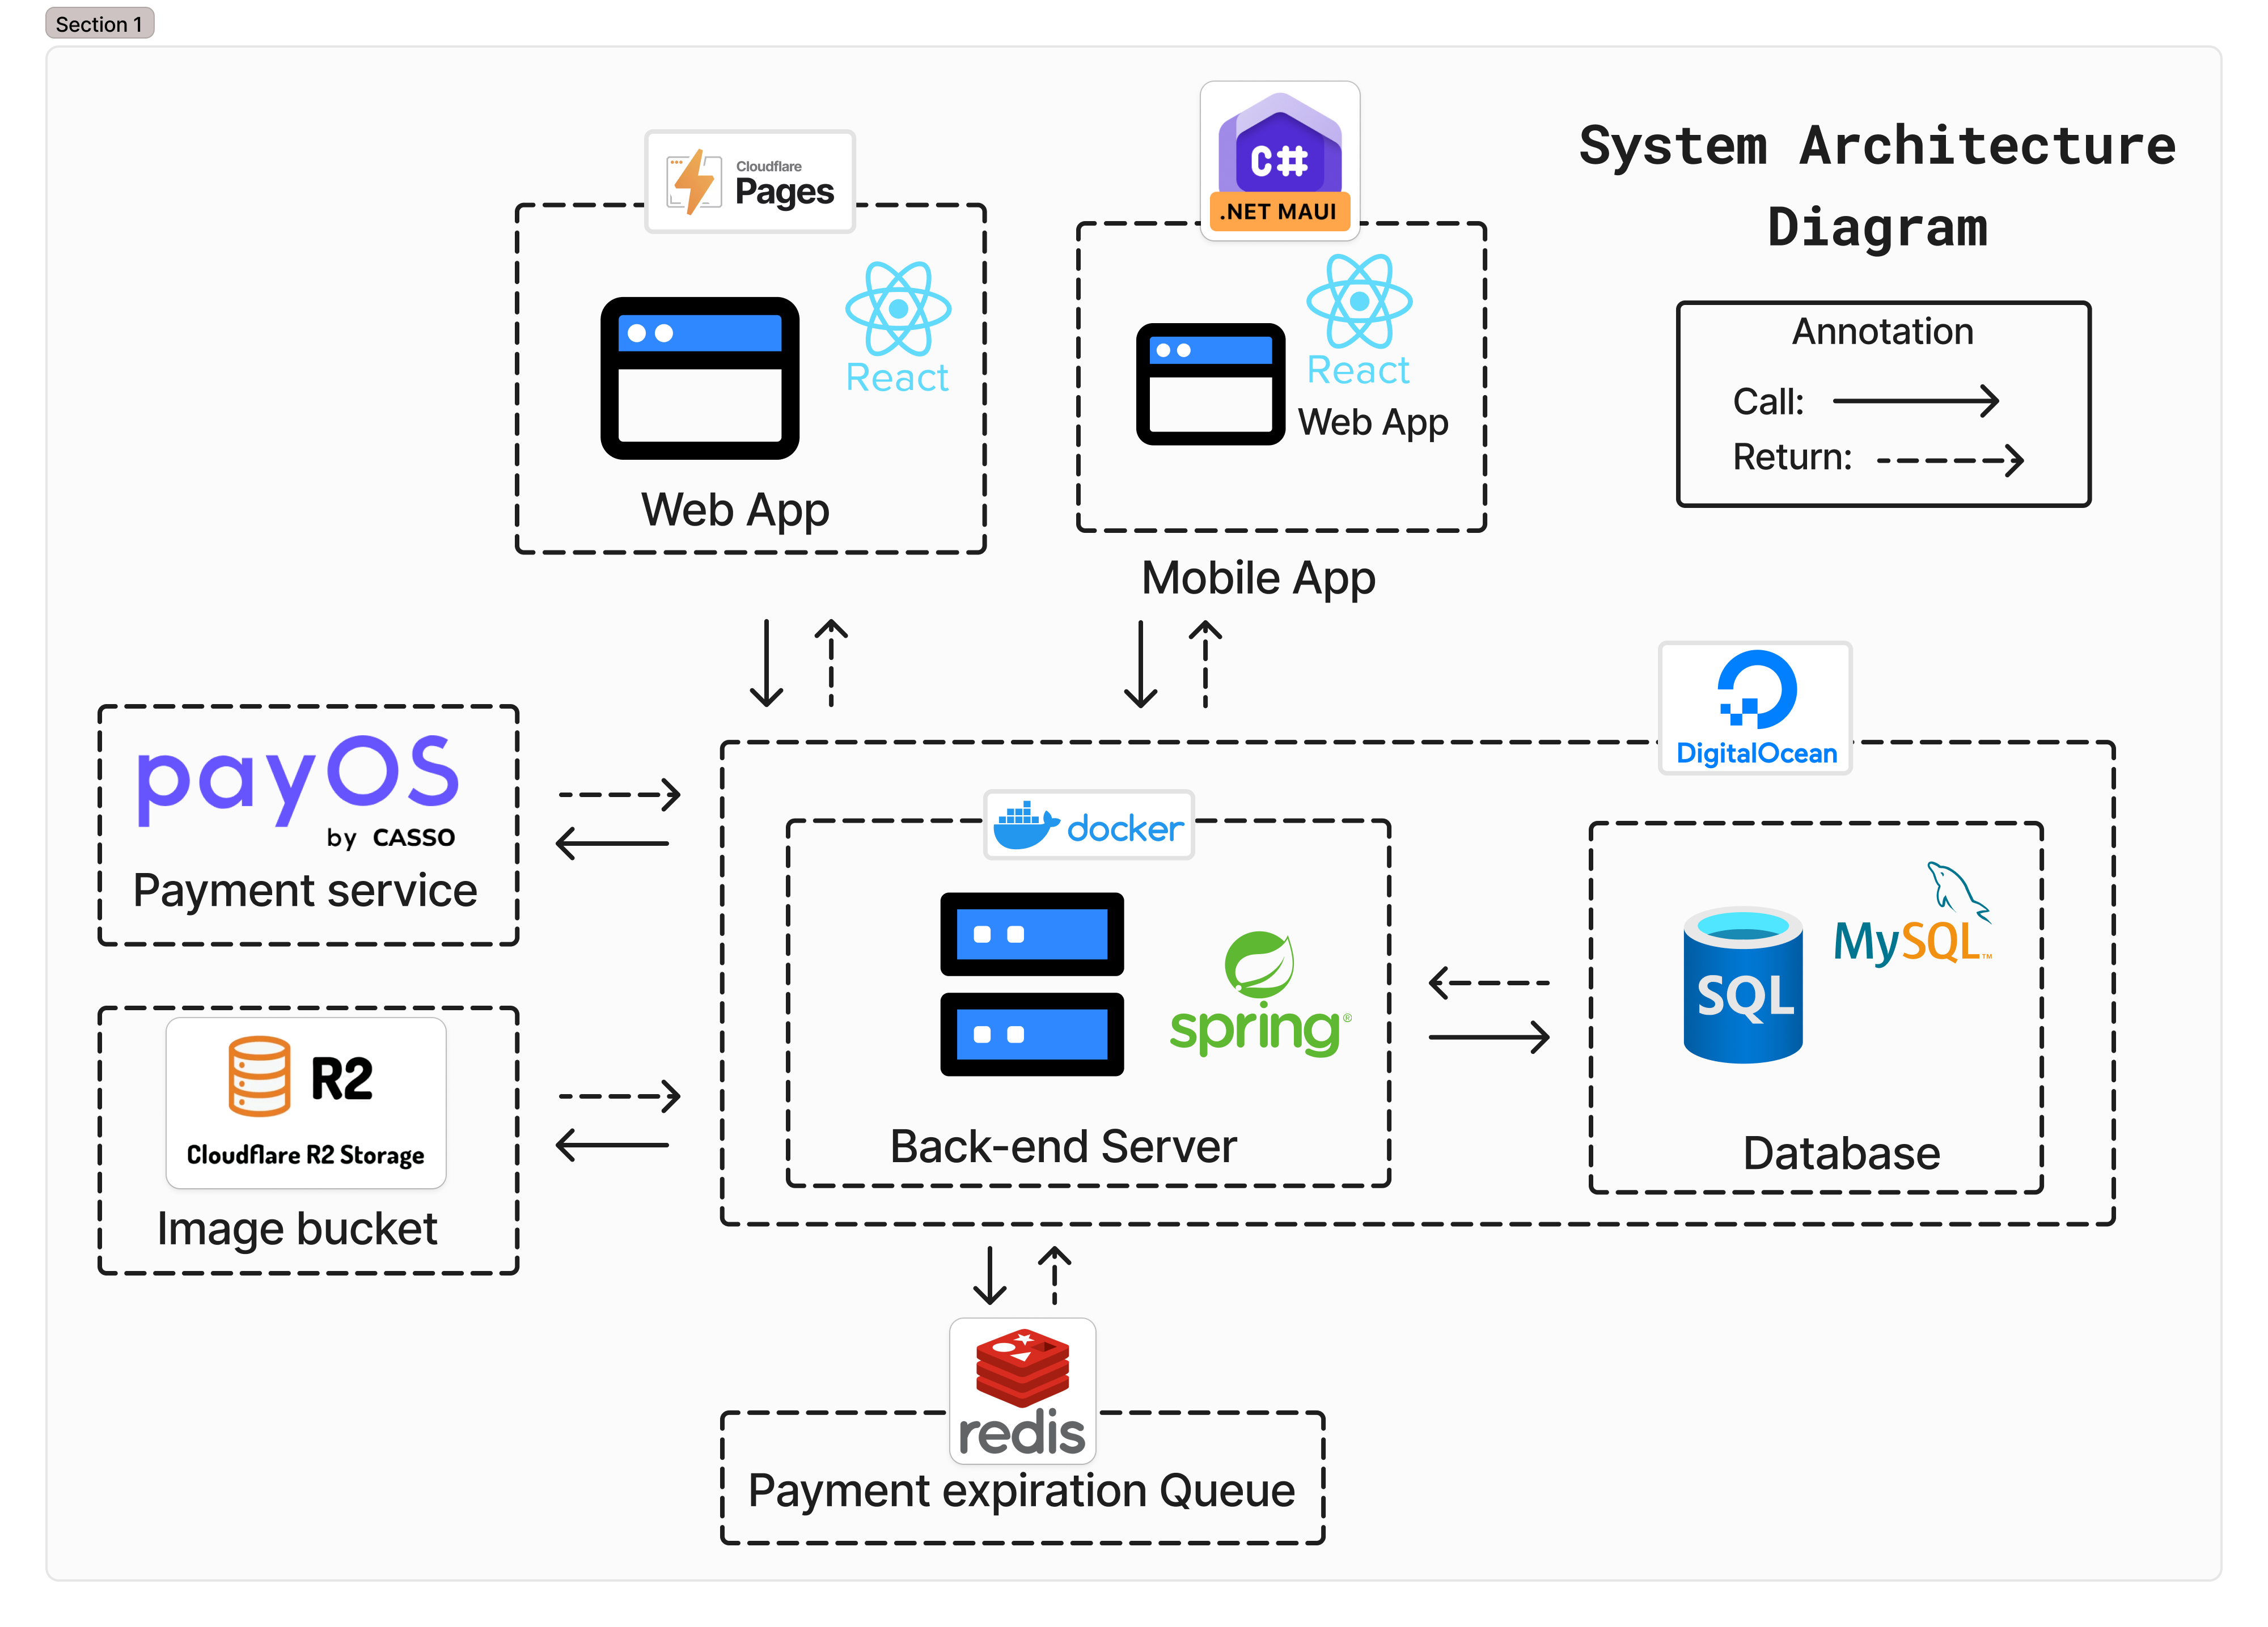 Section 1
System Architecture
Diagram
Cloudflare
Pages
React
Web App
C#
.NET MAUI
React
Web App
Mobile App
Annotation
Call:
Return:
payOS
by CASSO
Payment service
R2
Cloudflare R2 Storage
Image bucket
DigitalOcean
docker
spring®
Back-end Server
MySQL™
SQL
Database
redis
Payment expiration Queue